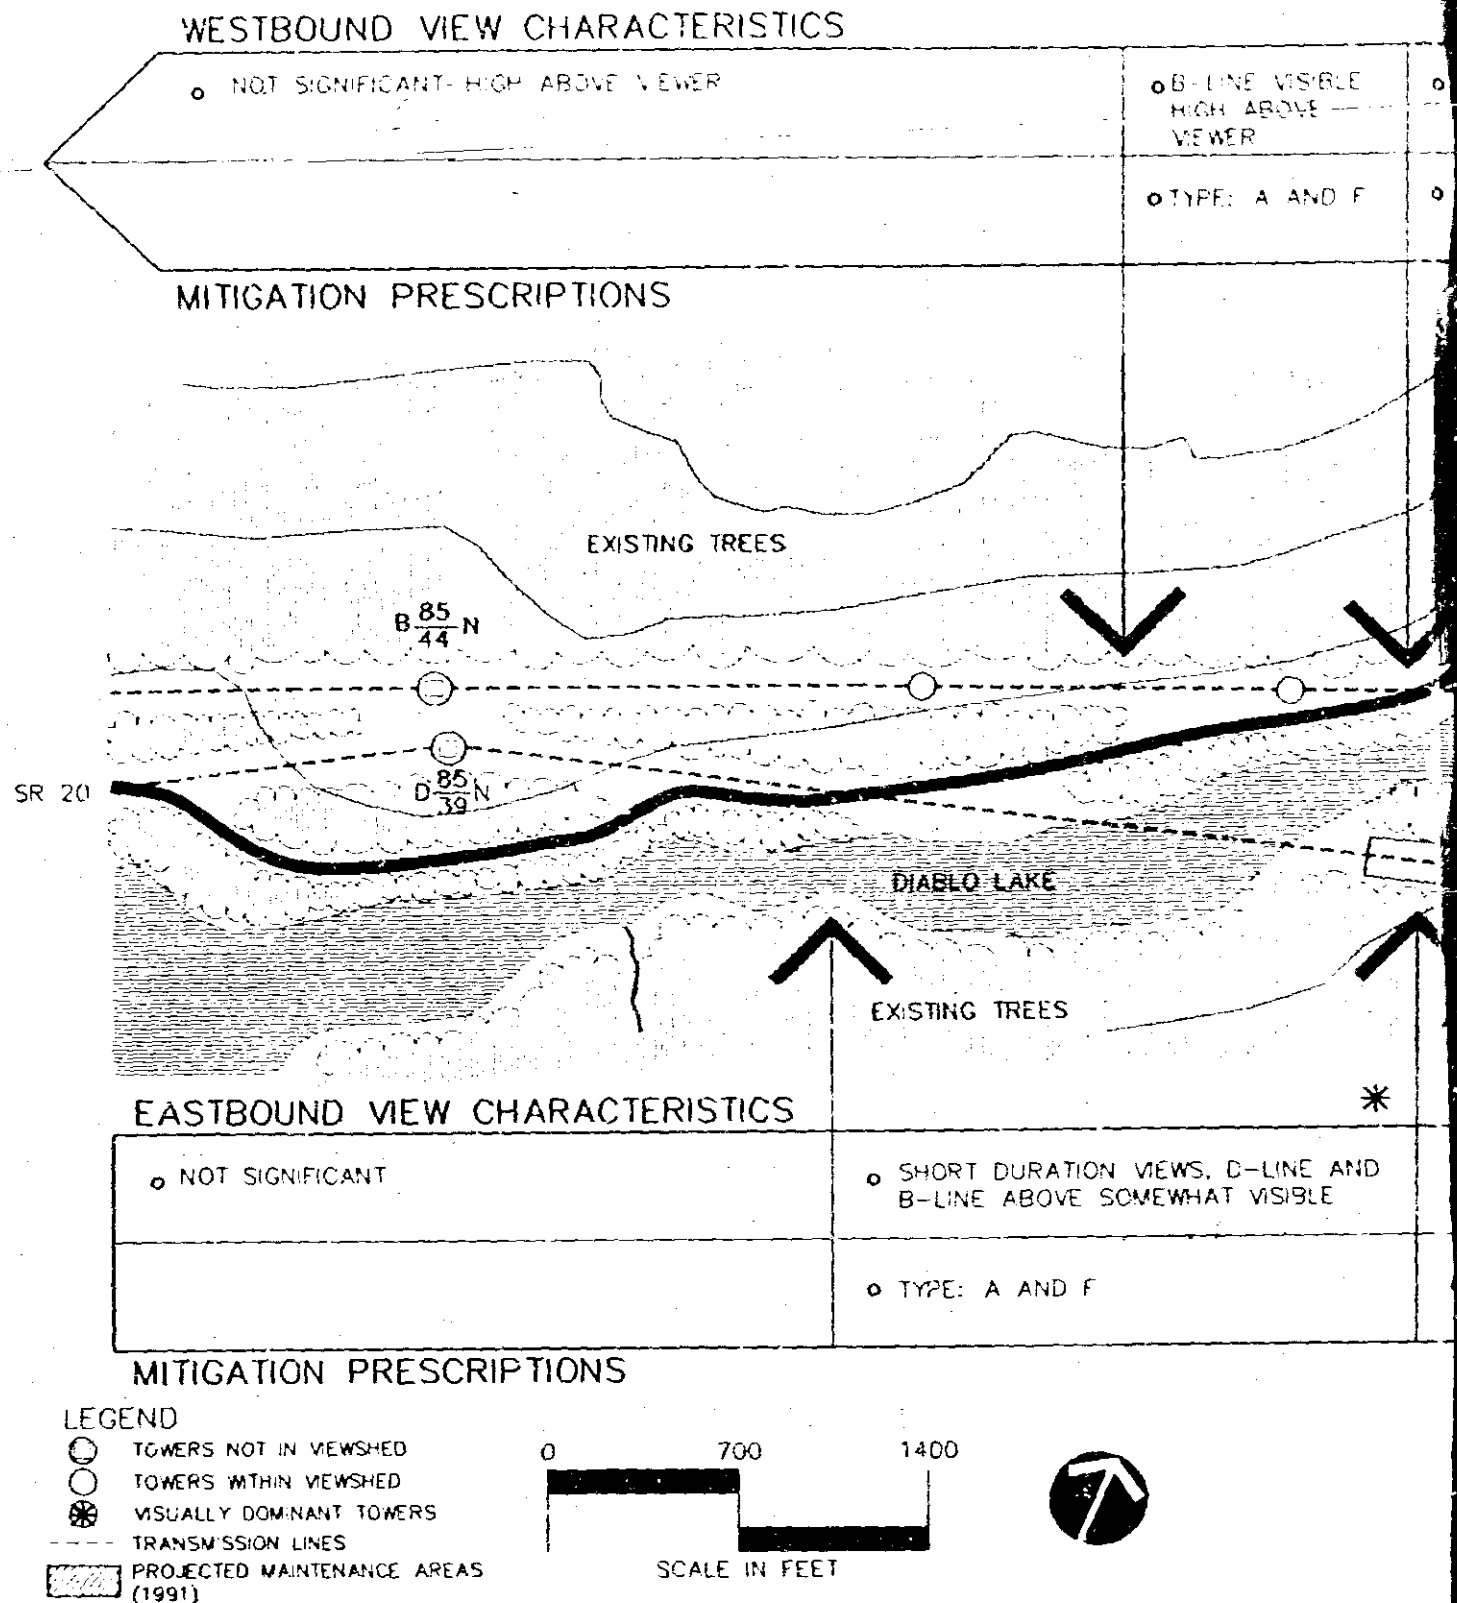 WESTBOUND VIEW CHARACTERISTICS
NOT SIGNIFICANT- HIGH ABOVE VIEWER
B-LINE VISIBLE
HIGH ABOVE
VIEWER
TYPE: A AND F
MITIGATION PRESCRIPTIONS
EXISTING TREES
B 85/44 N
SR 20
D 85/39 N
DIABLO LAKE
EXISTING TREES
EASTBOUND VIEW CHARACTERISTICS
NOT SIGNIFICANT
SHORT DURATION VIEWS, D-LINE AND
B-LINE ABOVE SOMEWHAT VISIBLE
TYPE: A AND F
MITIGATION PRESCRIPTIONS
LEGEND
TOWERS NOT IN VIEWSHED
TOWERS WITHIN VIEWSHED
VISUALLY DOMINANT TOWERS
TRANSMISSION LINES
PROJECTED MAINTENANCE AREAS
(1991)
0 700 1400
SCALE IN FEET